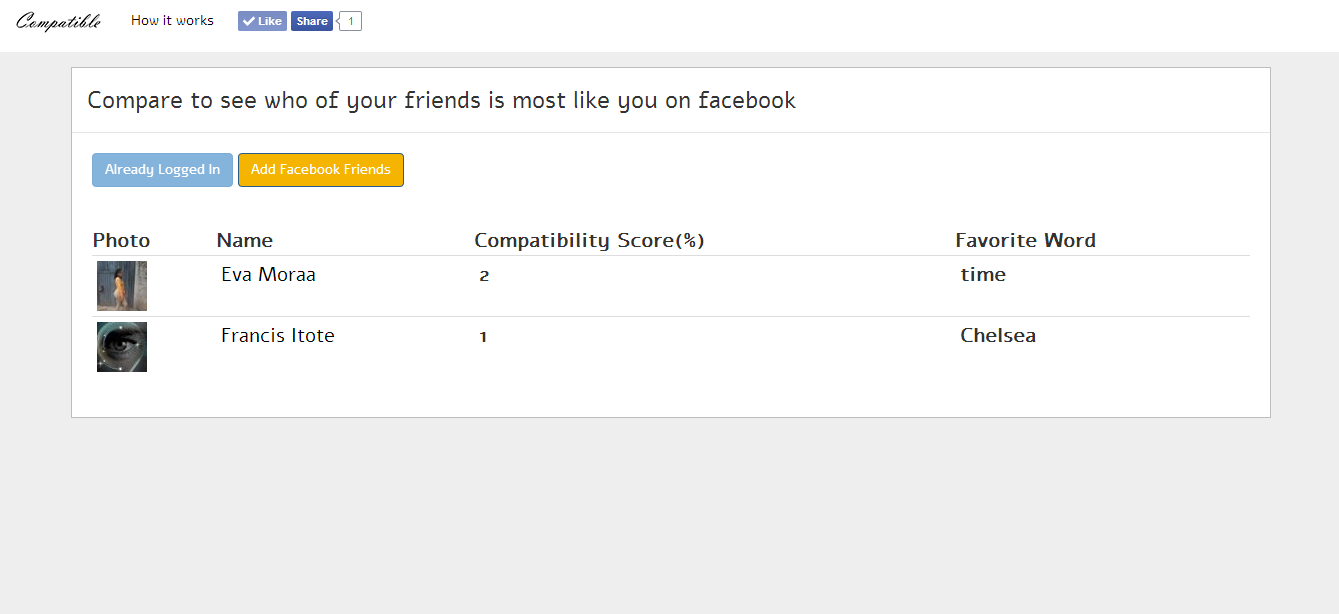 Compatible How it works Like Share 1
Compare to see who of your friends is most like you on facebook
Already Logged In Add Facebook Friends
Photo Name Compatibility Score(%) Favorite Word
Eva Moraa 2 time
Francis Itote 1 Chelsea